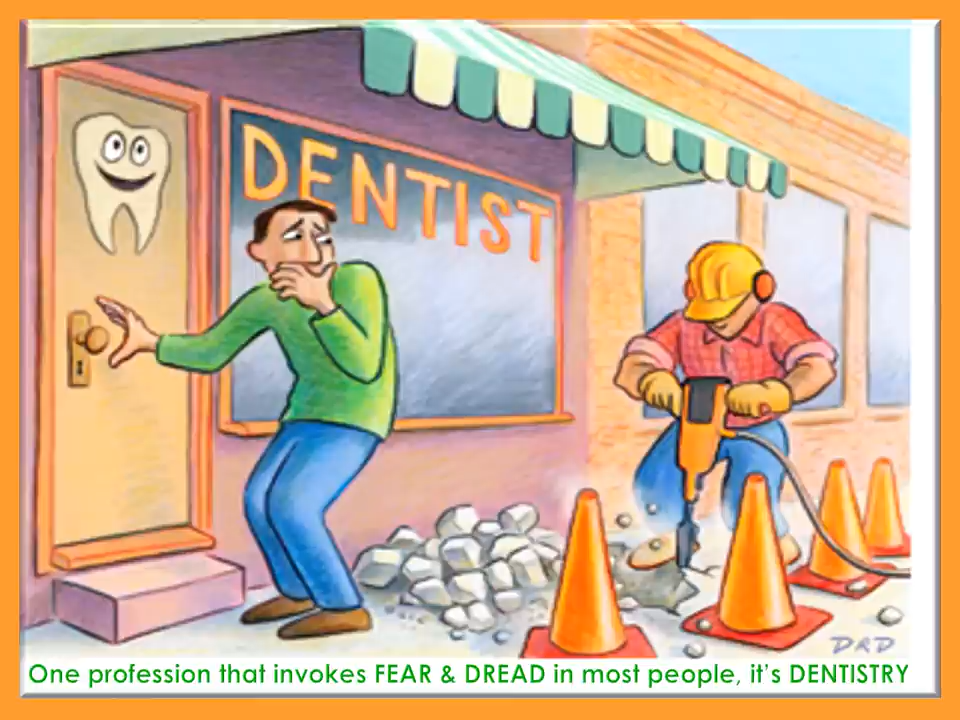 DENTIST
DRD
One profession that invokes FEAR & DREAD in most people, it's DENTISTRY